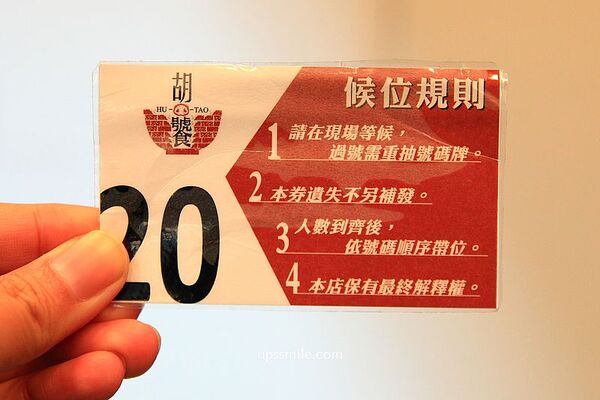 胡
HU-TAO
饕
20
候位規則
1 請在現場等候，
過號需重抽號碼牌。
2 本券遺失不另補發。
3 人數到齊後，
依號碼順序帶位。
4 本店保有最終解釋權。
upssmile.com